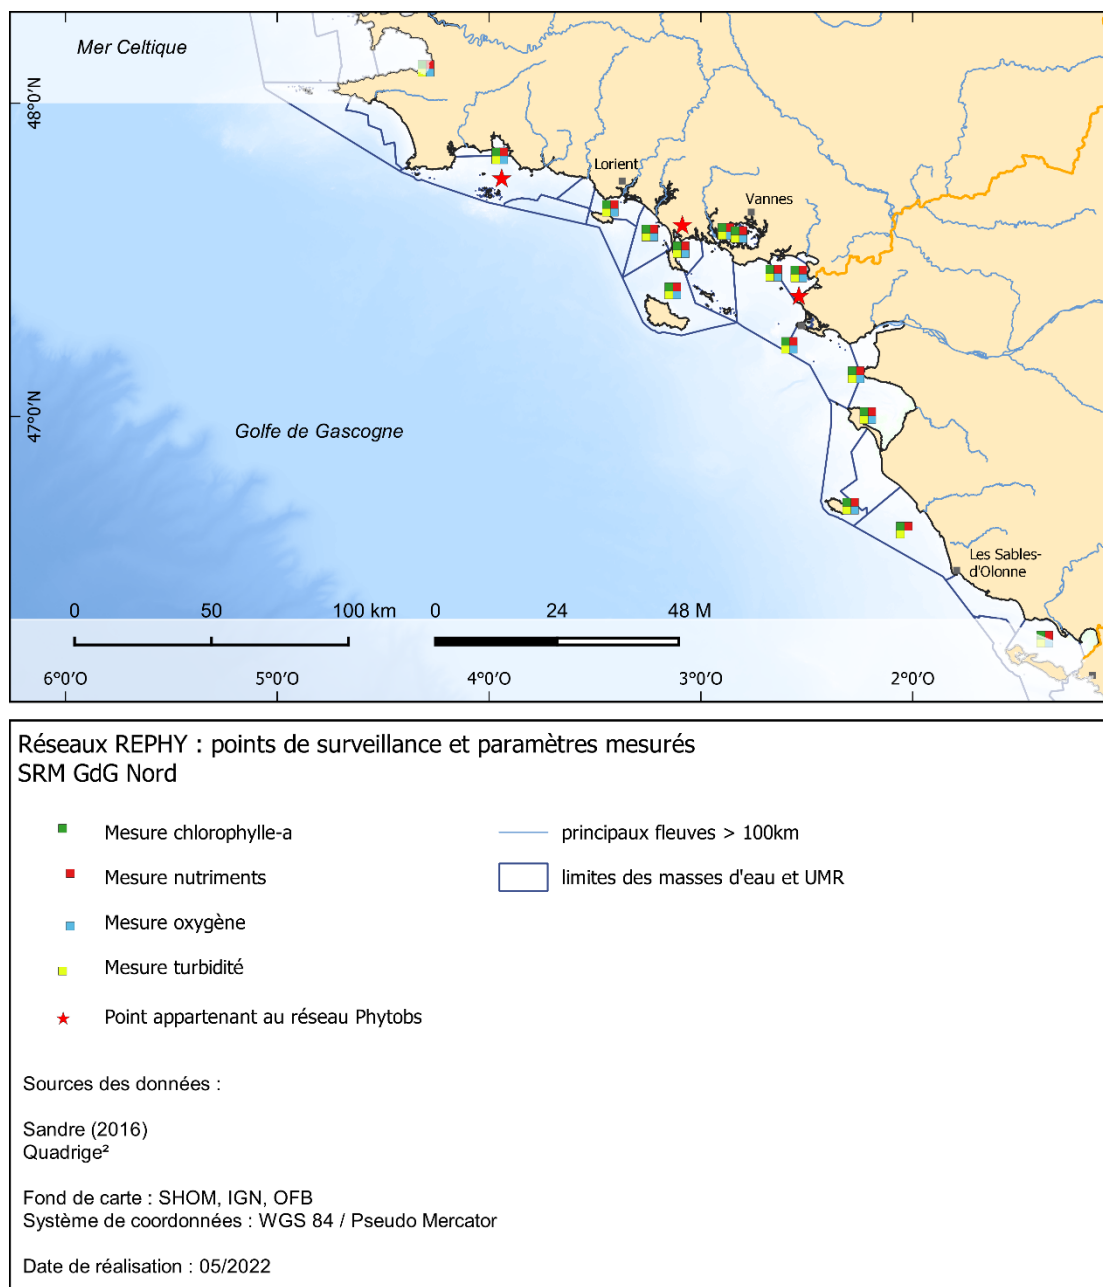 Mer Celtique
48°0'N
Lorient
Vannes
47°0'N
Golfe de Gascogne
Les Sables-
d'Olonne
0 50 100 km 0 24 48 M
6°0'O 5°0'O 4°0'O 3°0'O 2°0'O
Réseaux REPHY : points de surveillance et paramètres mesurés
SRM GdG Nord
Mesure chlorophylle-a
principaux fleuves > 100km
Mesure nutriments
limites des masses d'eau et UMR
Mesure oxygène
Mesure turbidité
Point appartenant au réseau Phytobs
Sources des données :
Sandre (2016)
Quadrige²
Fond de carte : SHOM, IGN, OFB
Système de coordonnées : WGS 84 / Pseudo Mercator
Date de réalisation : 05/2022